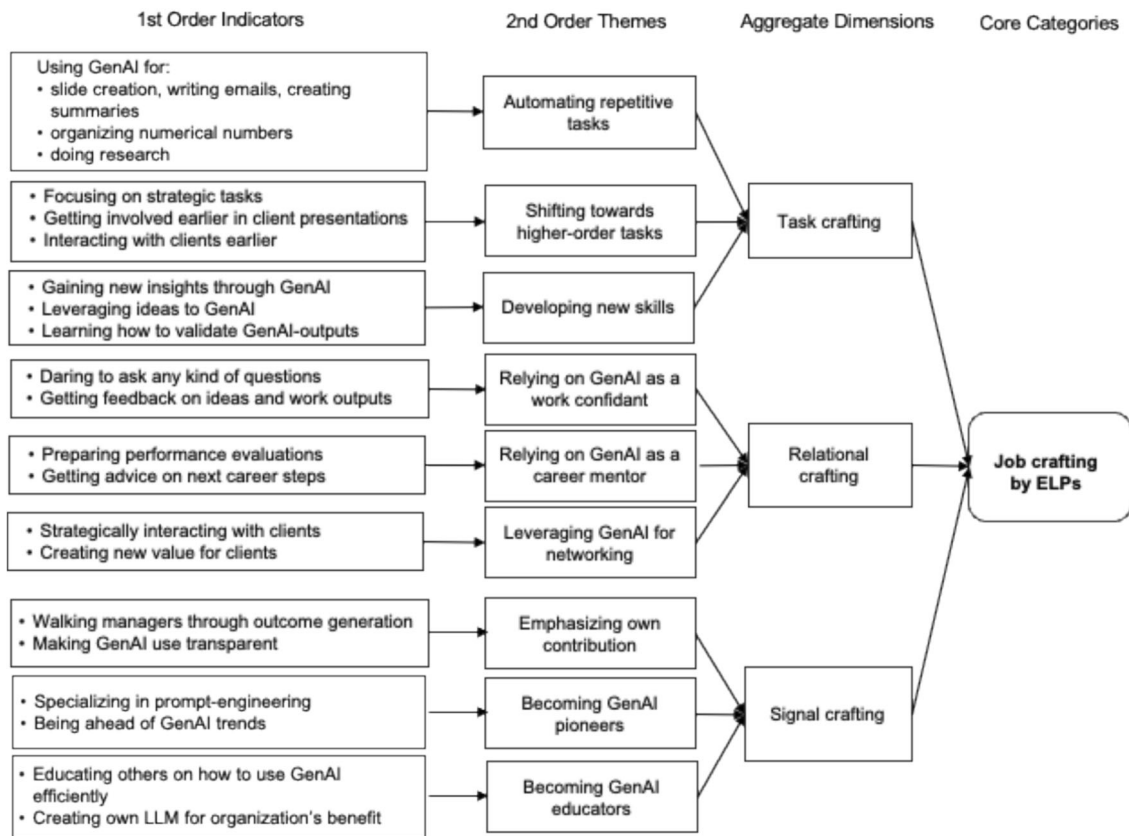 1st Order Indicators
2nd Order Themes
Aggregate Dimensions
Core Categories
Using GenAI for:
• slide creation, writing emails, creating
summaries
• organizing numerical numbers
• doing research
Automating repetitive
tasks
• Focusing on strategic tasks
• Getting involved earlier in client presentations
• Interacting with clients earlier
Shifting towards
higher-order tasks
Task crafting
• Gaining new insights through GenAI
• Leveraging ideas to GenAI
• Learning how to validate GenAI-outputs
Developing new skills
• Daring to ask any kind of questions
• Getting feedback on ideas and work outputs
Relying on GenAI as a
work confidant
• Preparing performance evaluations
• Getting advice on next career steps
Relying on GenAI as a
career mentor
Relational
crafting
Job crafting
by ELPs
• Strategically interacting with clients
• Creating new value for clients
Leveraging GenAI for
networking
• Walking managers through outcome generation
• Making GenAI use transparent
Emphasizing own
contribution
• Specializing in prompt-engineering
• Being ahead of GenAI trends
Becoming GenAI
pioneers
Signal crafting
• Educating others on how to use GenAI
efficiently
• Creating own LLM for organization's benefit
Becoming GenAI
educators